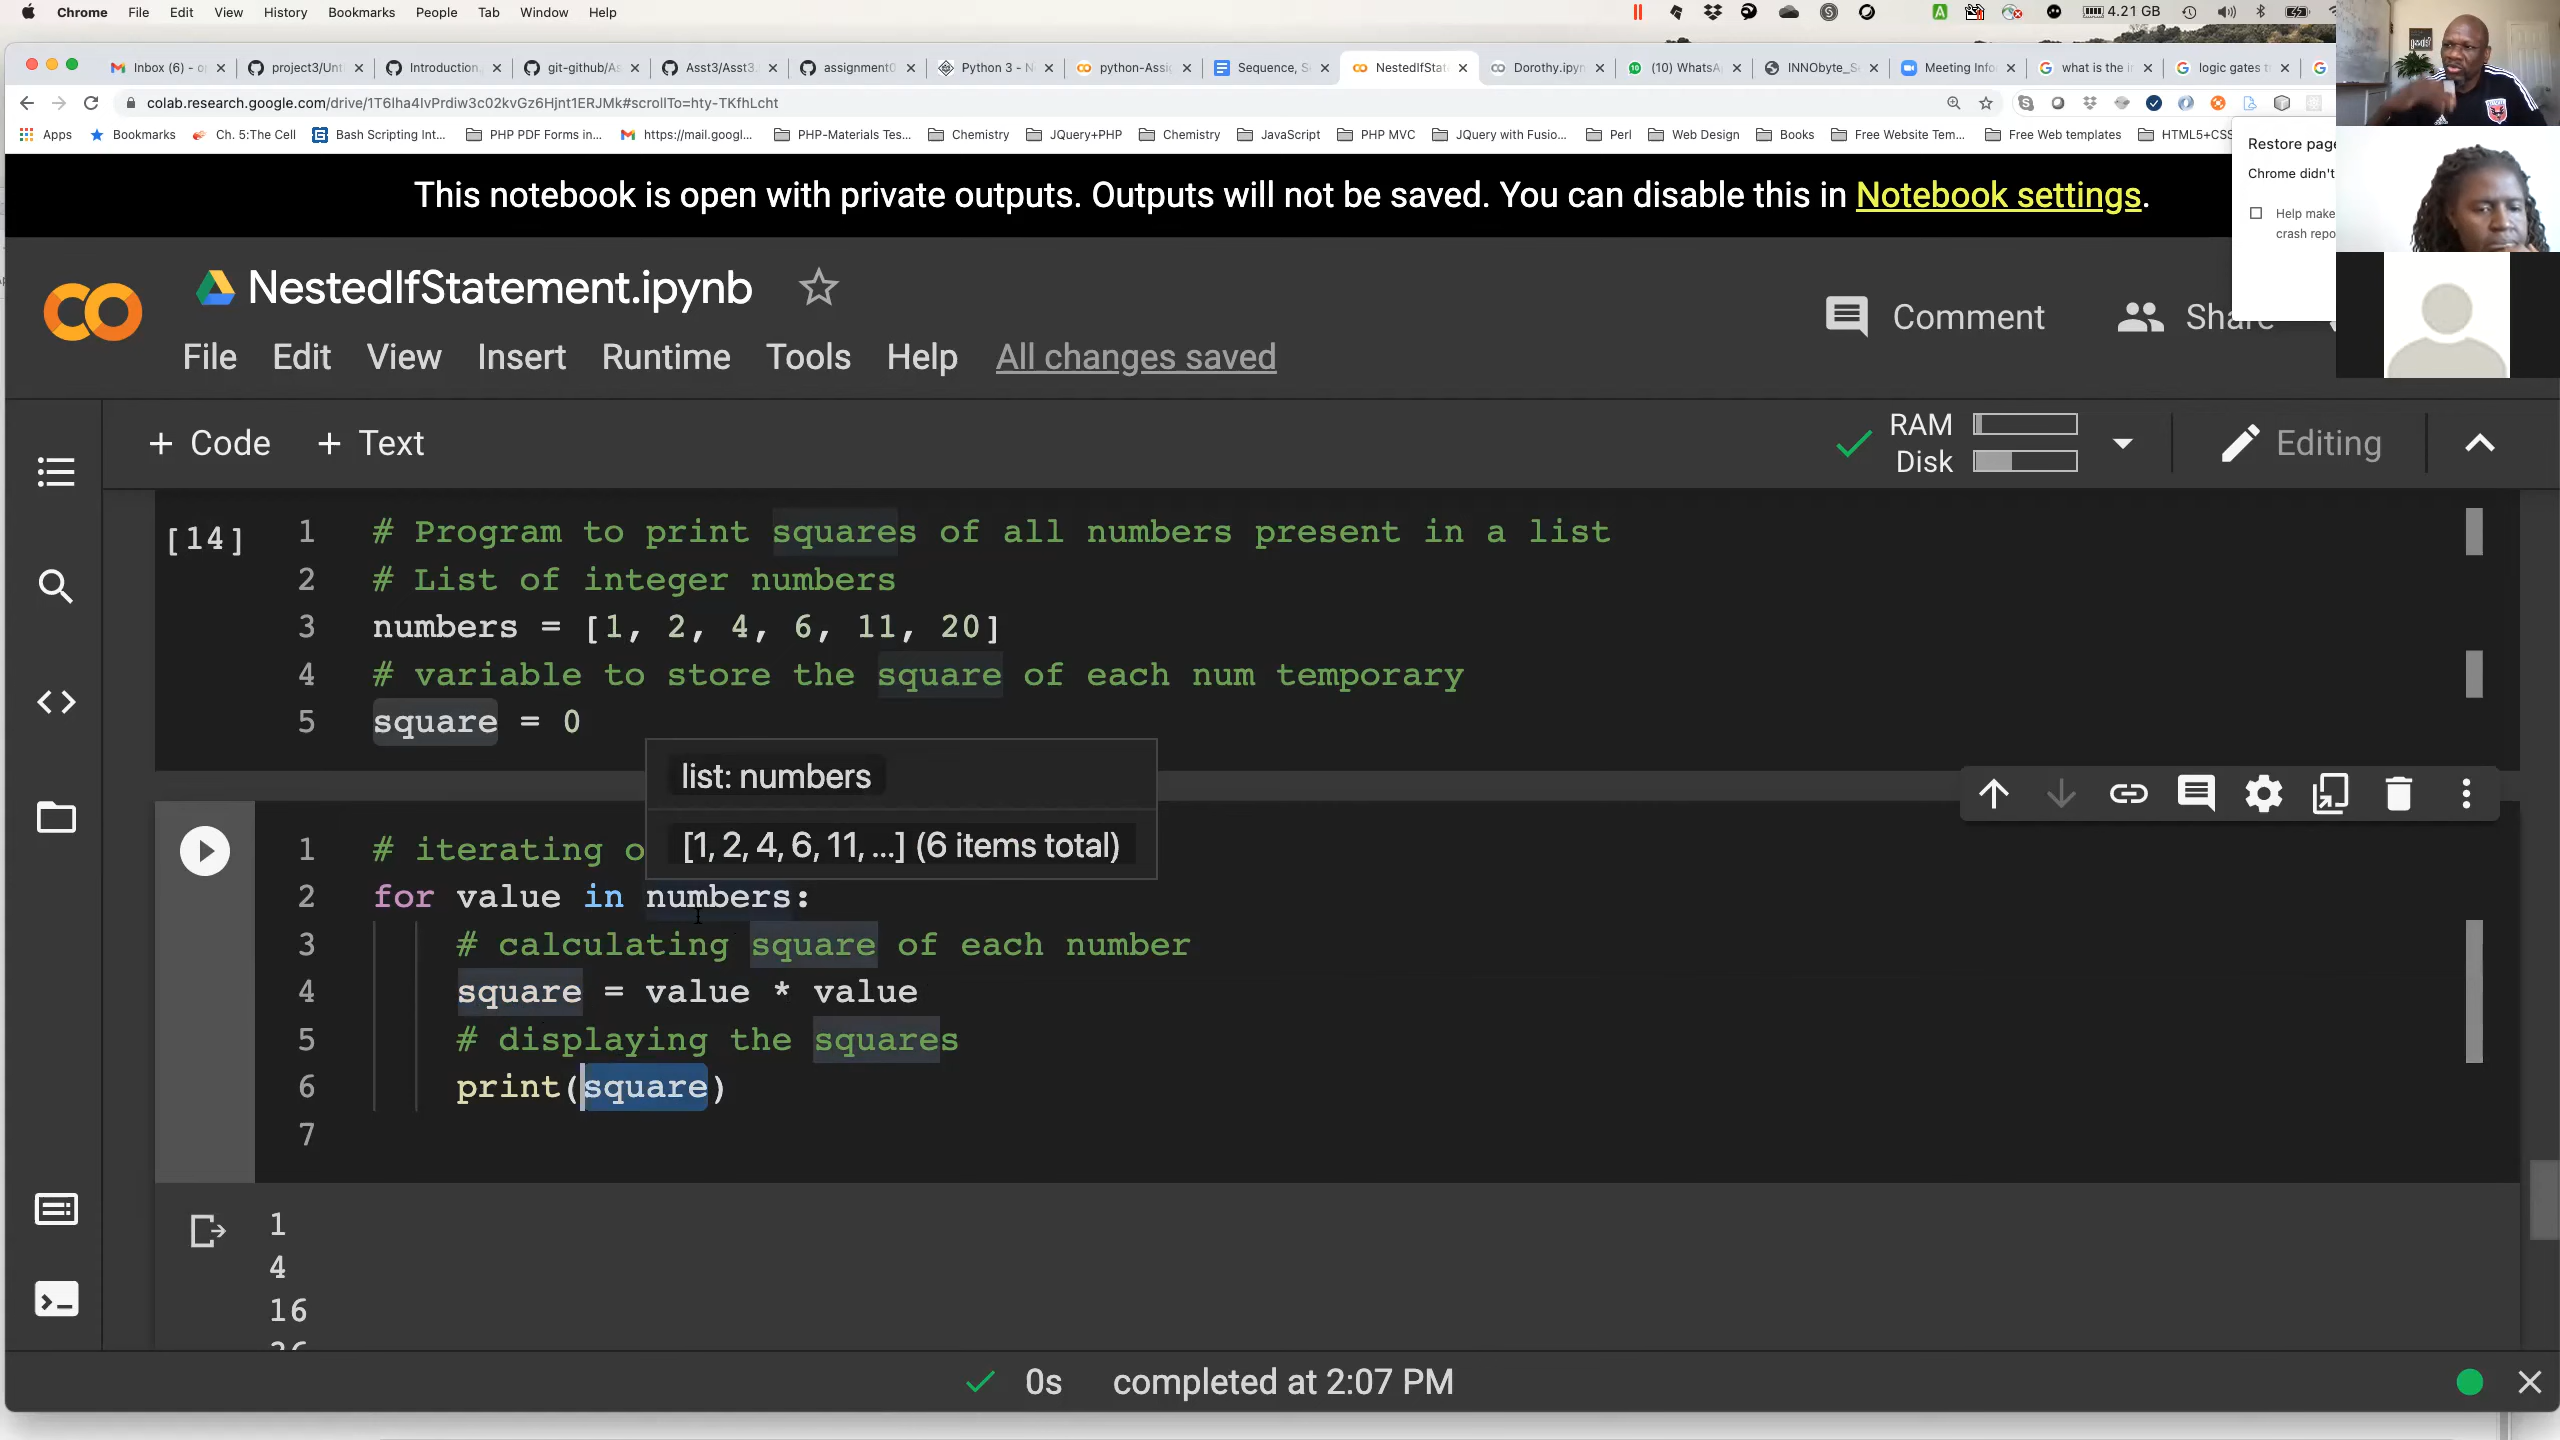 Chrome File Edit View History Bookmarks People Tab Window Help 4.21 GB
Inbox (6) - project3/Unt Introduction. git-github/As Asst3/Asst3. assignment0 Python 3 - N python-Assig Sequence, S NestedIfStat Dorothy.ipyn (10) WhatsA INNObyte_S Meeting Info what is the i logic gates t
colab.research.google.com/drive/1T6Iha4lvPrdiw3c02kvGz6Hjnt1ERJMk#scrollTo=hty-TKfhLcht
Apps Bookmarks Ch. 5:The Cell Bash Scripting Int... PHP PDF Forms in... https://mail.googl... PHP-Materials Tes... Chemistry JQuery+PHP Chemistry JavaScript PHP MVC JQuery with Fusio... Perl Web Design Books Free Website Tem... Free Web templates HTML5+CSS
Restore page
Chrome didn't
Help make
crash repo
This notebook is open with private outputs. Outputs will not be saved. You can disable this in Notebook settings.
NestedIfStatement.ipynb
Comment Share
File Edit View Insert Runtime Tools Help All changes saved
+ Code + Text
RAM
Disk
Editing
[14]
1 # Program to print squares of all numbers present in a list
2 # List of integer numbers
3 numbers = [1, 2, 4, 6, 11, 20]
4 # variable to store the square of each num temporary
5 square = 0
list: numbers
[1, 2, 4, 6, 11, ...] (6 items total)
1 # iterating o
2 for value in numbers:
3 # calculating square of each number
4 square = value * value
5 # displaying the squares
6 print(square)
7
1
4
16
0s completed at 2:07 PM